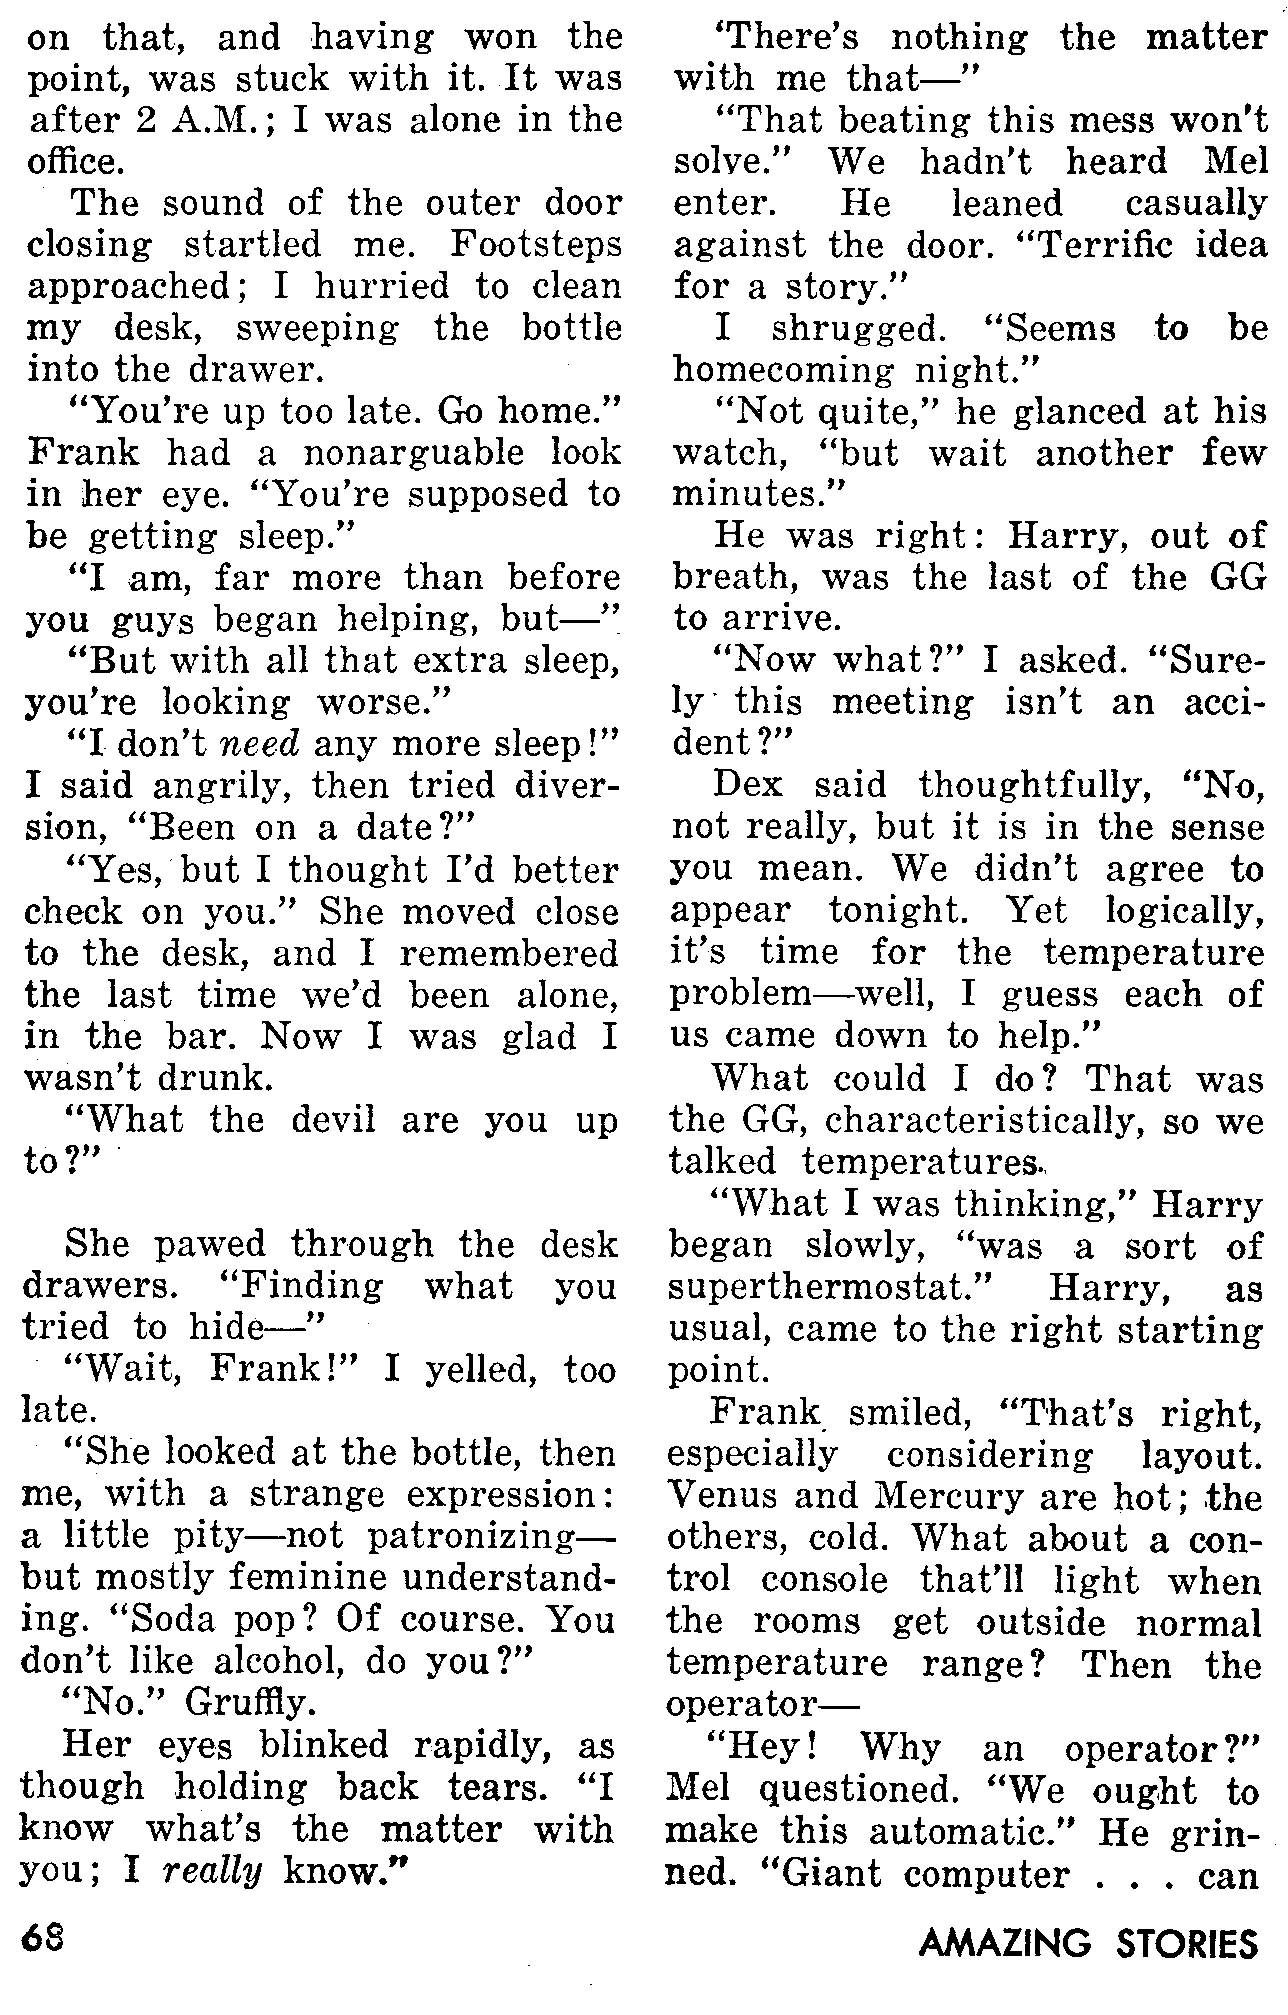 on that, and having won the
point, was stuck with it. It was
after 2 A.M.; I was alone in the
office.
The sound of the outer door
closing startled me. Footsteps
approached; I hurried to clean
my desk, sweeping the bottle
into the drawer.
“You're up too late. Go home.”
Frank had a nonarguable look
in her eye. “You're supposed to
be getting sleep.”
“I am, far more than before
you guys began helping, but—”
“But with all that extra sleep,
you're looking worse.”
“I don't need any more sleep!”
I said angrily, then tried diver-
sion, “Been on a date?”
“Yes, but I thought I'd better
check on you.” She moved close
to the desk, and I remembered
the last time we'd been alone,
in the bar. Now I was glad I
wasn't drunk.
“What the devil are you up
to?”
She pawed through the desk
drawers. “Finding what you
tried to hide—”
“Wait, Frank!” I yelled, too
late.
“She looked at the bottle, then
me, with a strange expression:
a little pity—not patronizing—
but mostly feminine understand-
ing. “Soda pop? Of course. You
don't like alcohol, do you?”
“No.” Gruffly.
Her eyes blinked rapidly, as
though holding back tears. “I
know what's the matter with
you; I really know.”
‘There's nothing the matter
with me that—”
“That beating this mess won't
solve.” We hadn't heard Mel
enter. He leaned casually
against the door. “Terrific idea
for a story.”
I shrugged. “Seems to be
homecoming night.”
“Not quite,” he glanced at his
watch, “but wait another few
minutes.”
He was right: Harry, out of
breath, was the last of the GG
to arrive.
“Now what?” I asked. “Sure-
ly this meeting isn't an acci-
dent?”
Dex said thoughtfully, “No,
not really, but it is in the sense
you mean. We didn't agree to
appear tonight. Yet logically,
it's time for the temperature
problem—well, I guess each of
us came down to help.”
What could I do? That was
the GG, characteristically, so we
talked temperatures.
“What I was thinking,” Harry
began slowly, “was a sort of
superthermostat.” Harry, as
usual, came to the right starting
point.
Frank smiled, “That's right,
especially considering layout.
Venus and Mercury are hot; the
others, cold. What about a con-
trol console that'll light when
the rooms get outside normal
temperature range? Then the
operator—
“Hey! Why an operator?”
Mel questioned. “We ought to
make this automatic.” He grin-
ned. “Giant computer . . . can
68
AMAZING STORIES